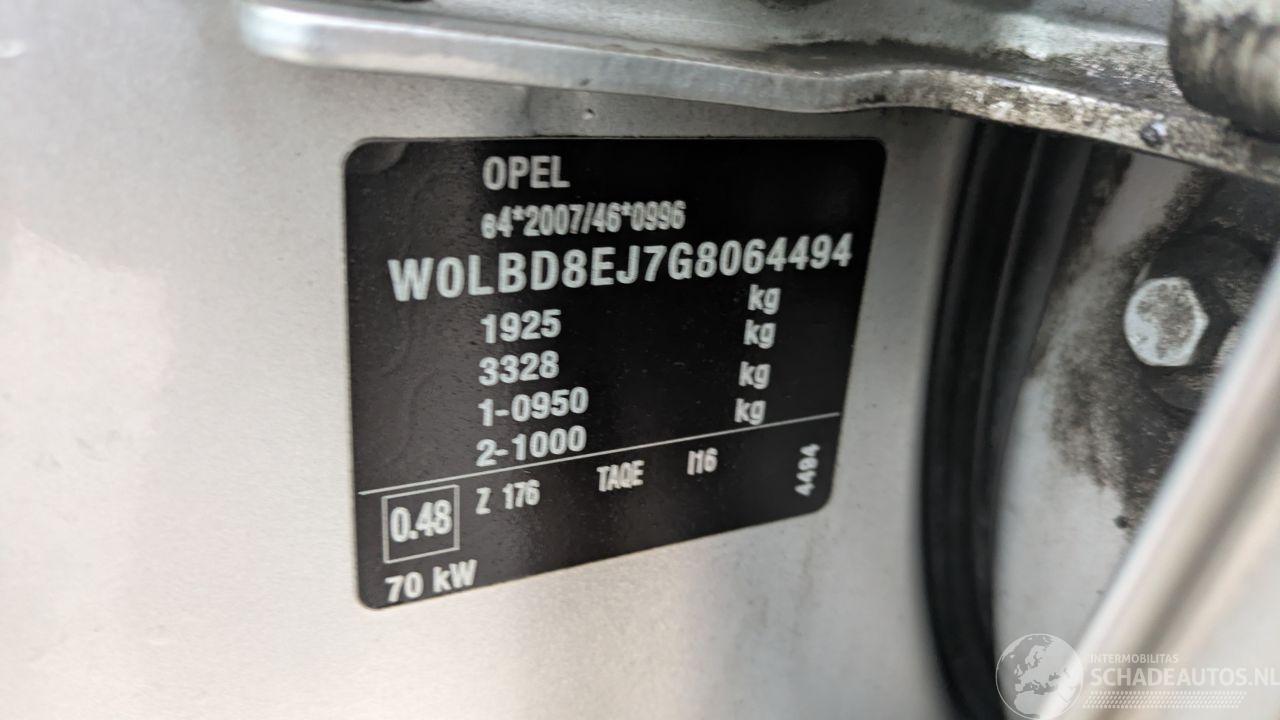 OPEL
e4*2007/46*0996
W0LBD8EJ7G8064494
1925 kg
3328 kg
1-0950 kg
2-1000 kg
0.48 Z 176 TAQE I16 4494
70 kW
INTERMOBILITAS
SCHADEAUTOS.NL